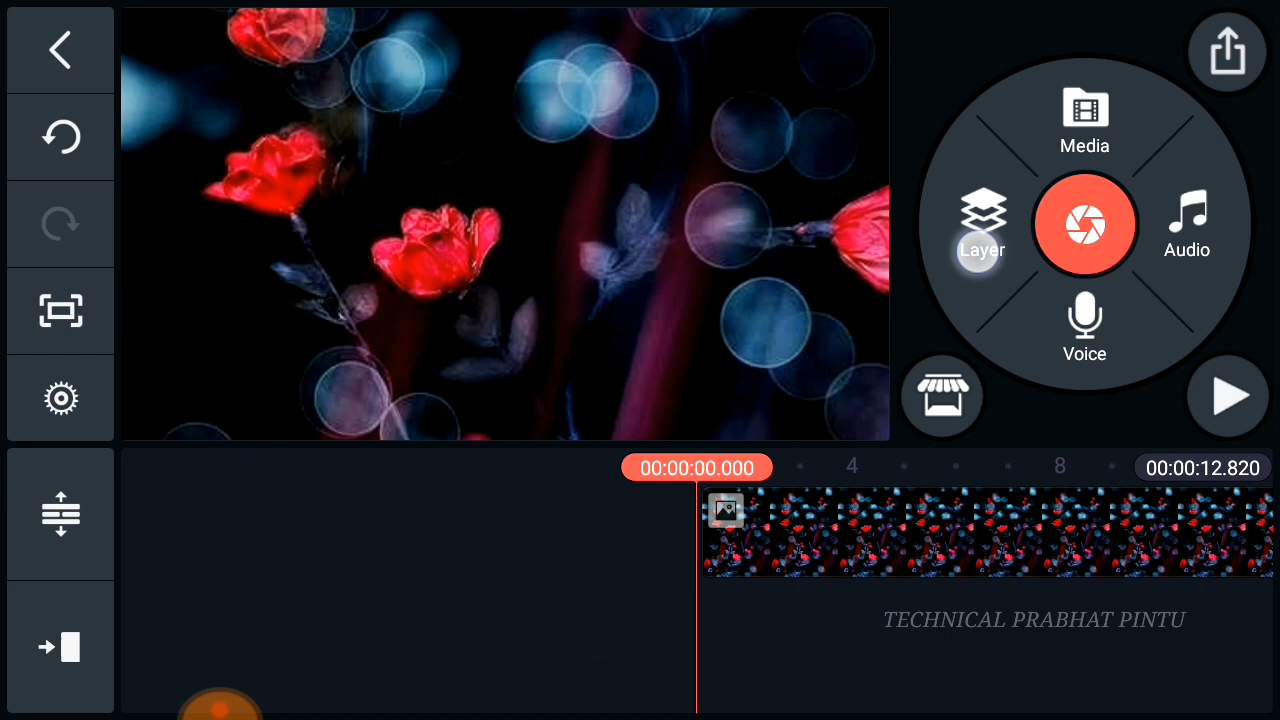 Media
Layer
Audio
Voice
00:00:00.000
4
8
00:00:12.820
TECHNICAL PRABHAT PINTU